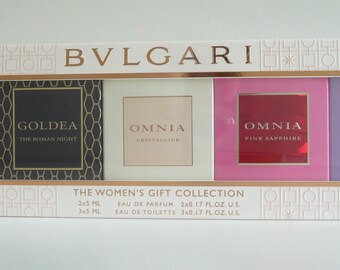 BVLGARI
GOLDEA
THE ROMAN NIGHT
OMNIA
CRYSTALLINE
OMNIA
PINK SAPPHIRE
THE WOMEN'S GIFT COLLECTION
2x5 ML EAU DE PARFUM 2x0.17 FL.OZ. U.S.
3x5 ML EAU DE TOILETTE 3x0.17 FL.OZ. U.S.